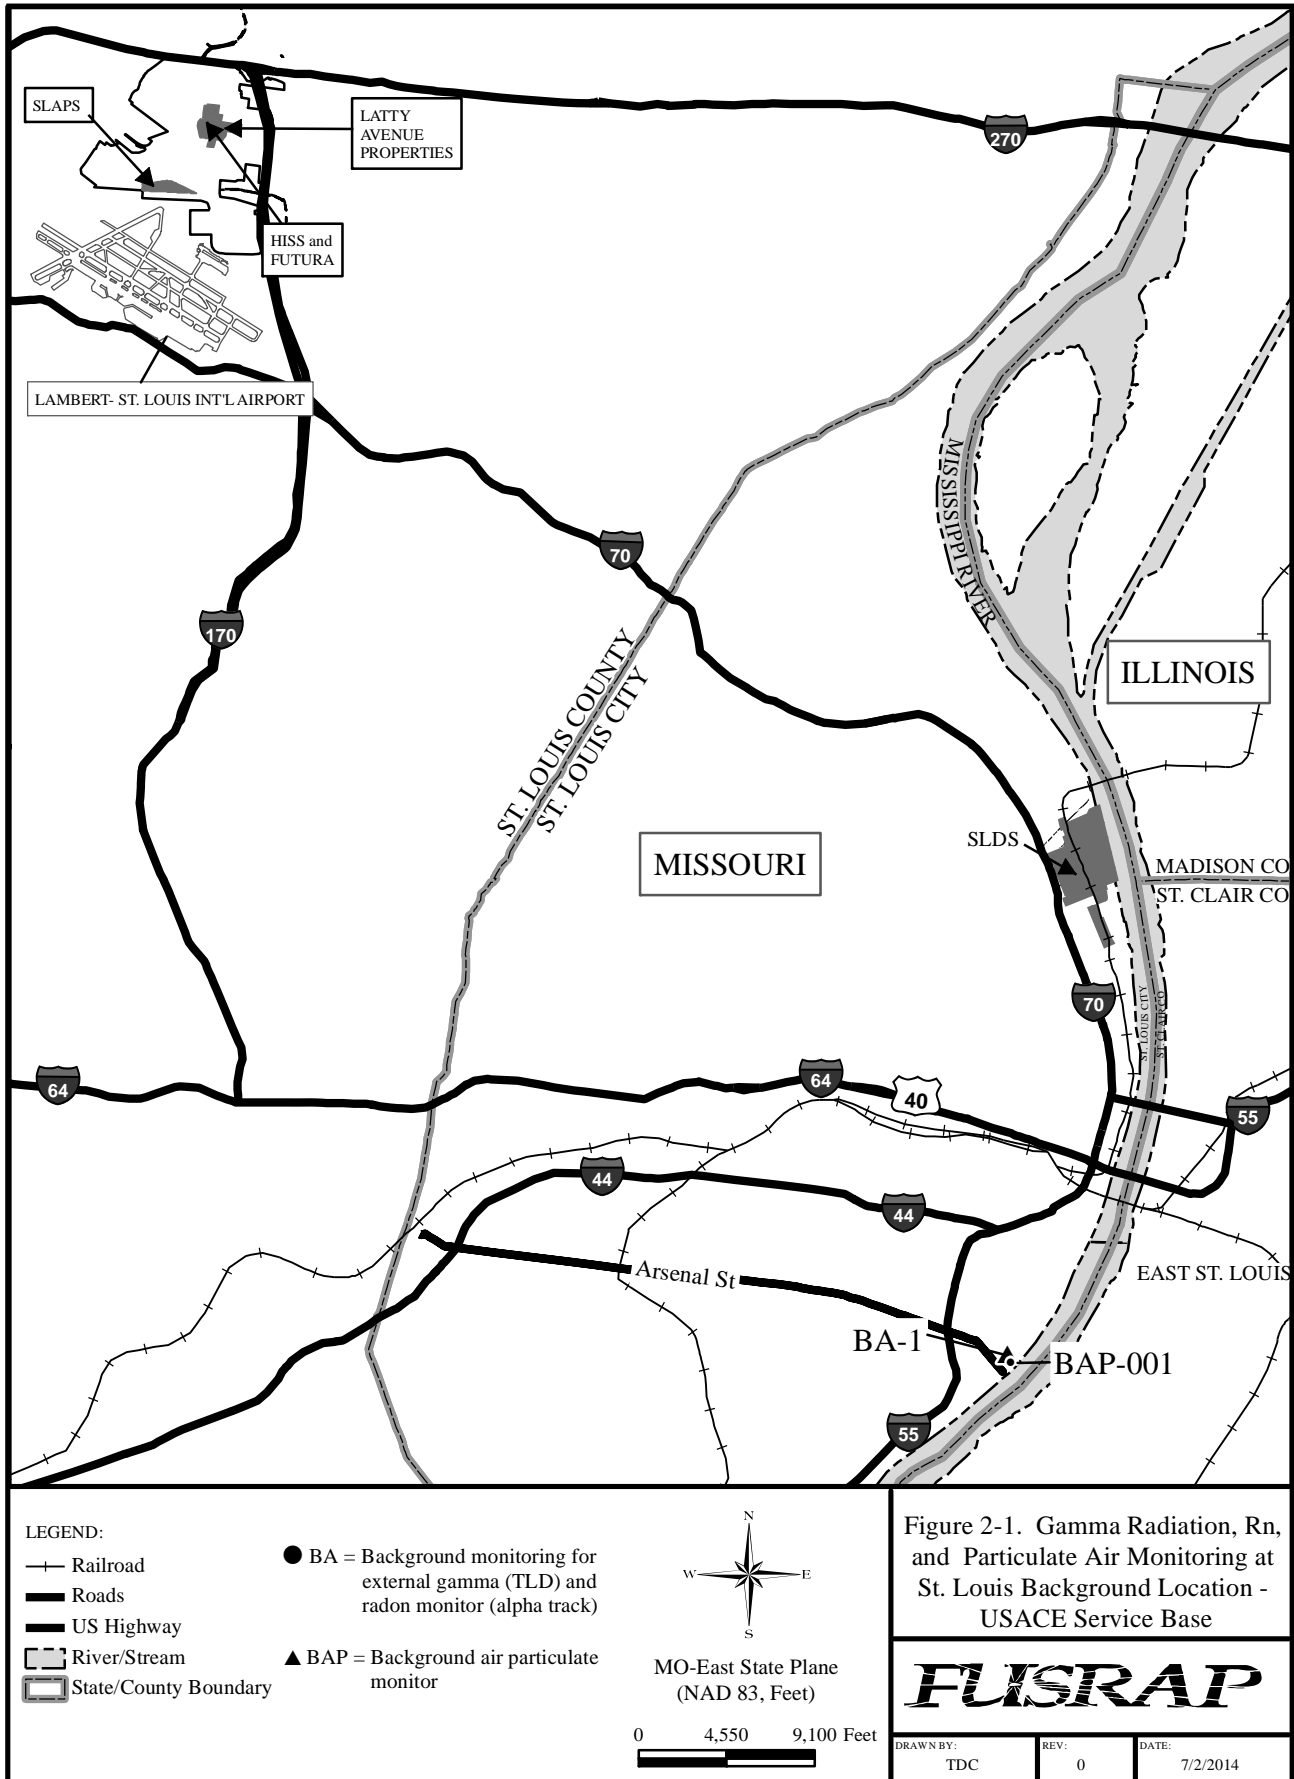 SLAPS
LATTY
AVENUE
PROPERTIES
270
HISS and
FUTURA
LAMBERT- ST. LOUIS INT'L AIRPORT
MISSISSIPPI RIVER
70
170
ST. LOUIS COUNTY
ST. LOUIS CITY
ILLINOIS
SLDS
MISSOURI
MADISON CO
ST. CLAIR CO
70
ST. LOUIS CITY
ST. CLAIR CO
64
64
40
55
44
44
Arsenal St
EAST ST. LOUIS
BA-1
BAP-001
55
LEGEND:
Railroad
Roads
US Highway
River/Stream
State/County Boundary
BA = Background monitoring for
external gamma (TLD) and
radon monitor (alpha track)
BAP = Background air particulate
monitor
N
W E
S
MO-East State Plane
(NAD 83, Feet)
0 4,550 9,100 Feet
Figure 2-1. Gamma Radiation, Rn,
and Particulate Air Monitoring at
St. Louis Background Location -
USACE Service Base
FUSRAP
DRAWN BY:
TDC
REV:
0
DATE:
7/2/2014